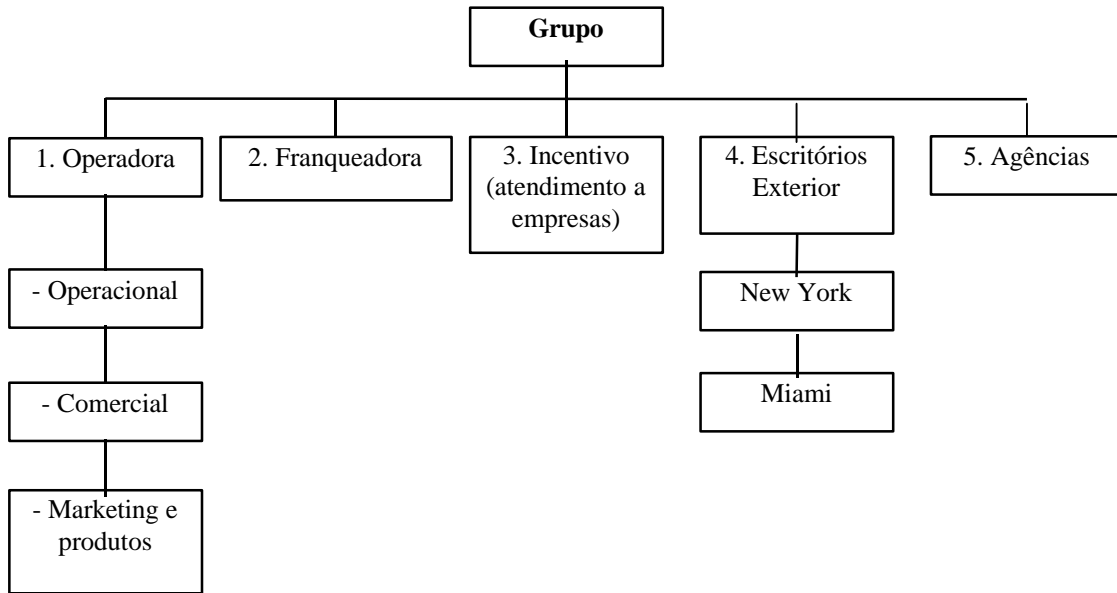 Grupo
1. Operadora
2. Franqueadora
3. Incentivo
(atendimento a
empresas)
4. Escritórios
Exterior
5. Agências
- Operacional
New York
- Comercial
Miami
- Marketing e
produtos